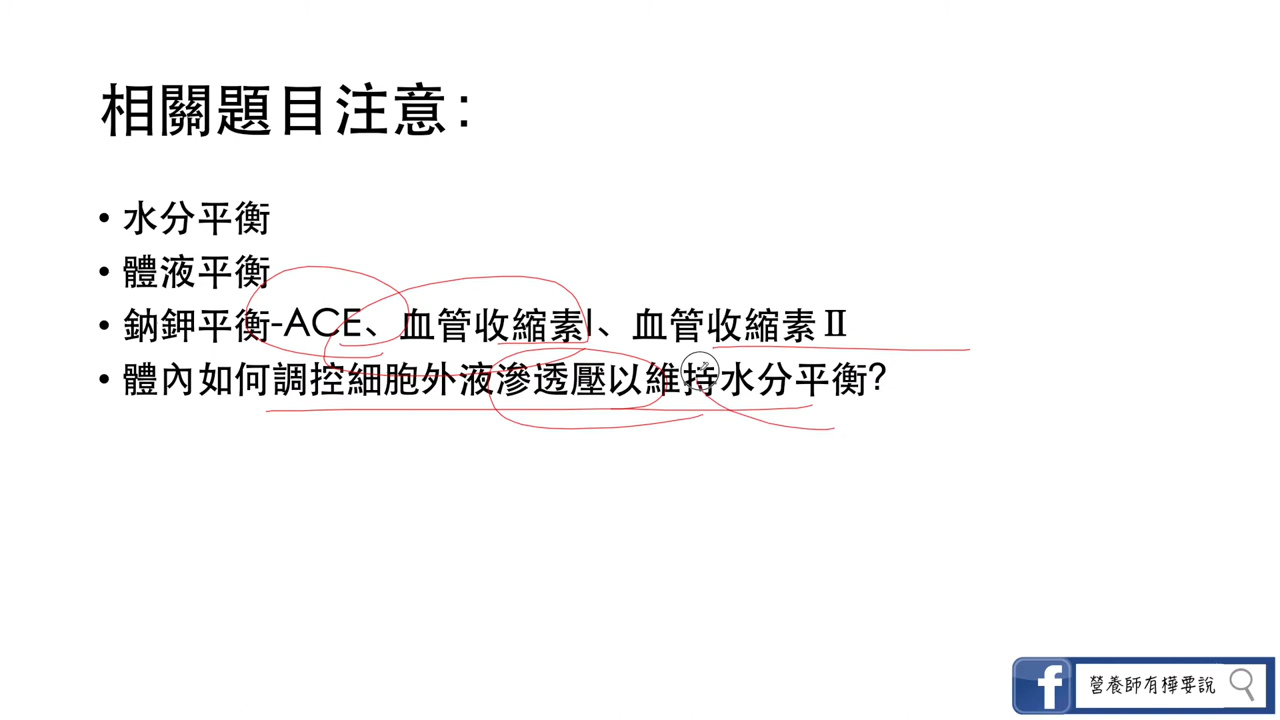 相關題目注意:
• 水分平衡
• 體液平衡
• 鈉鉀平衡-ACE、血管收縮素I、血管收縮素Ⅱ
• 體內如何調控細胞外液滲透壓以維持水分平衡?
f 營養師有樺要說